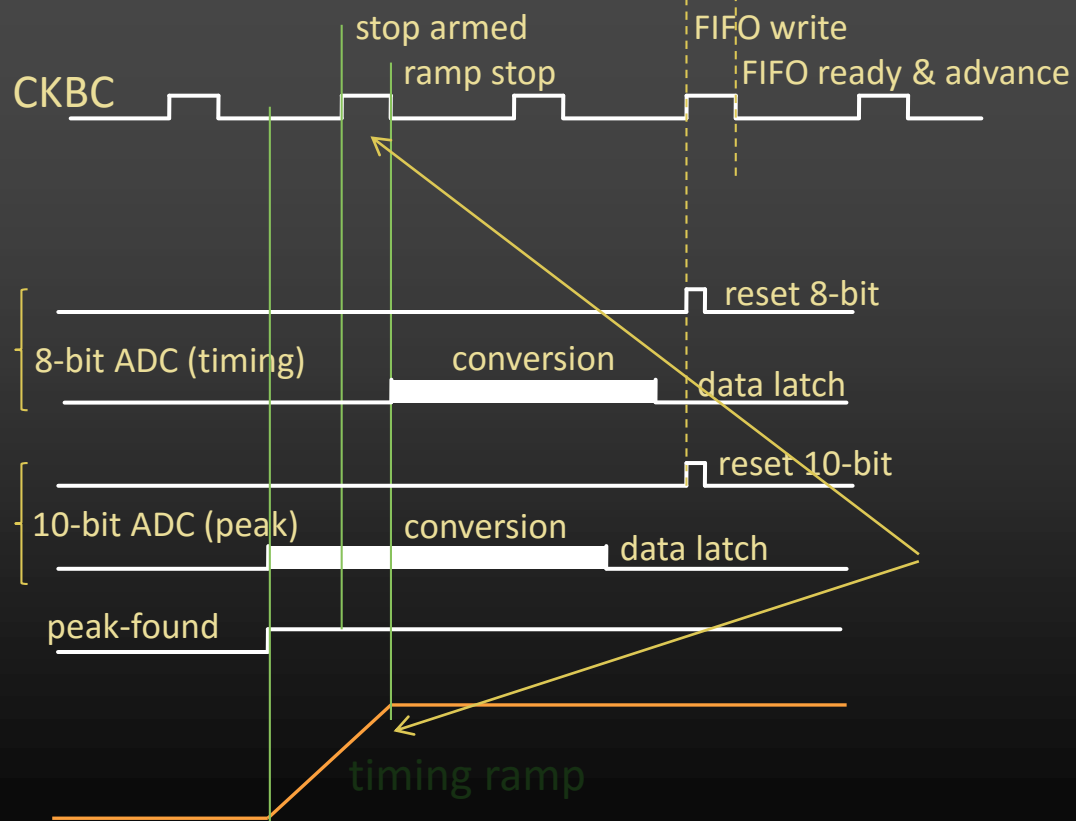 stop armed
FIFO write
ramp stop
FIFO ready & advance
CKBC
reset 8-bit
8-bit ADC (timing)
conversion
data latch
reset 10-bit
10-bit ADC (peak)
conversion
data latch
peak-found
timing ramp